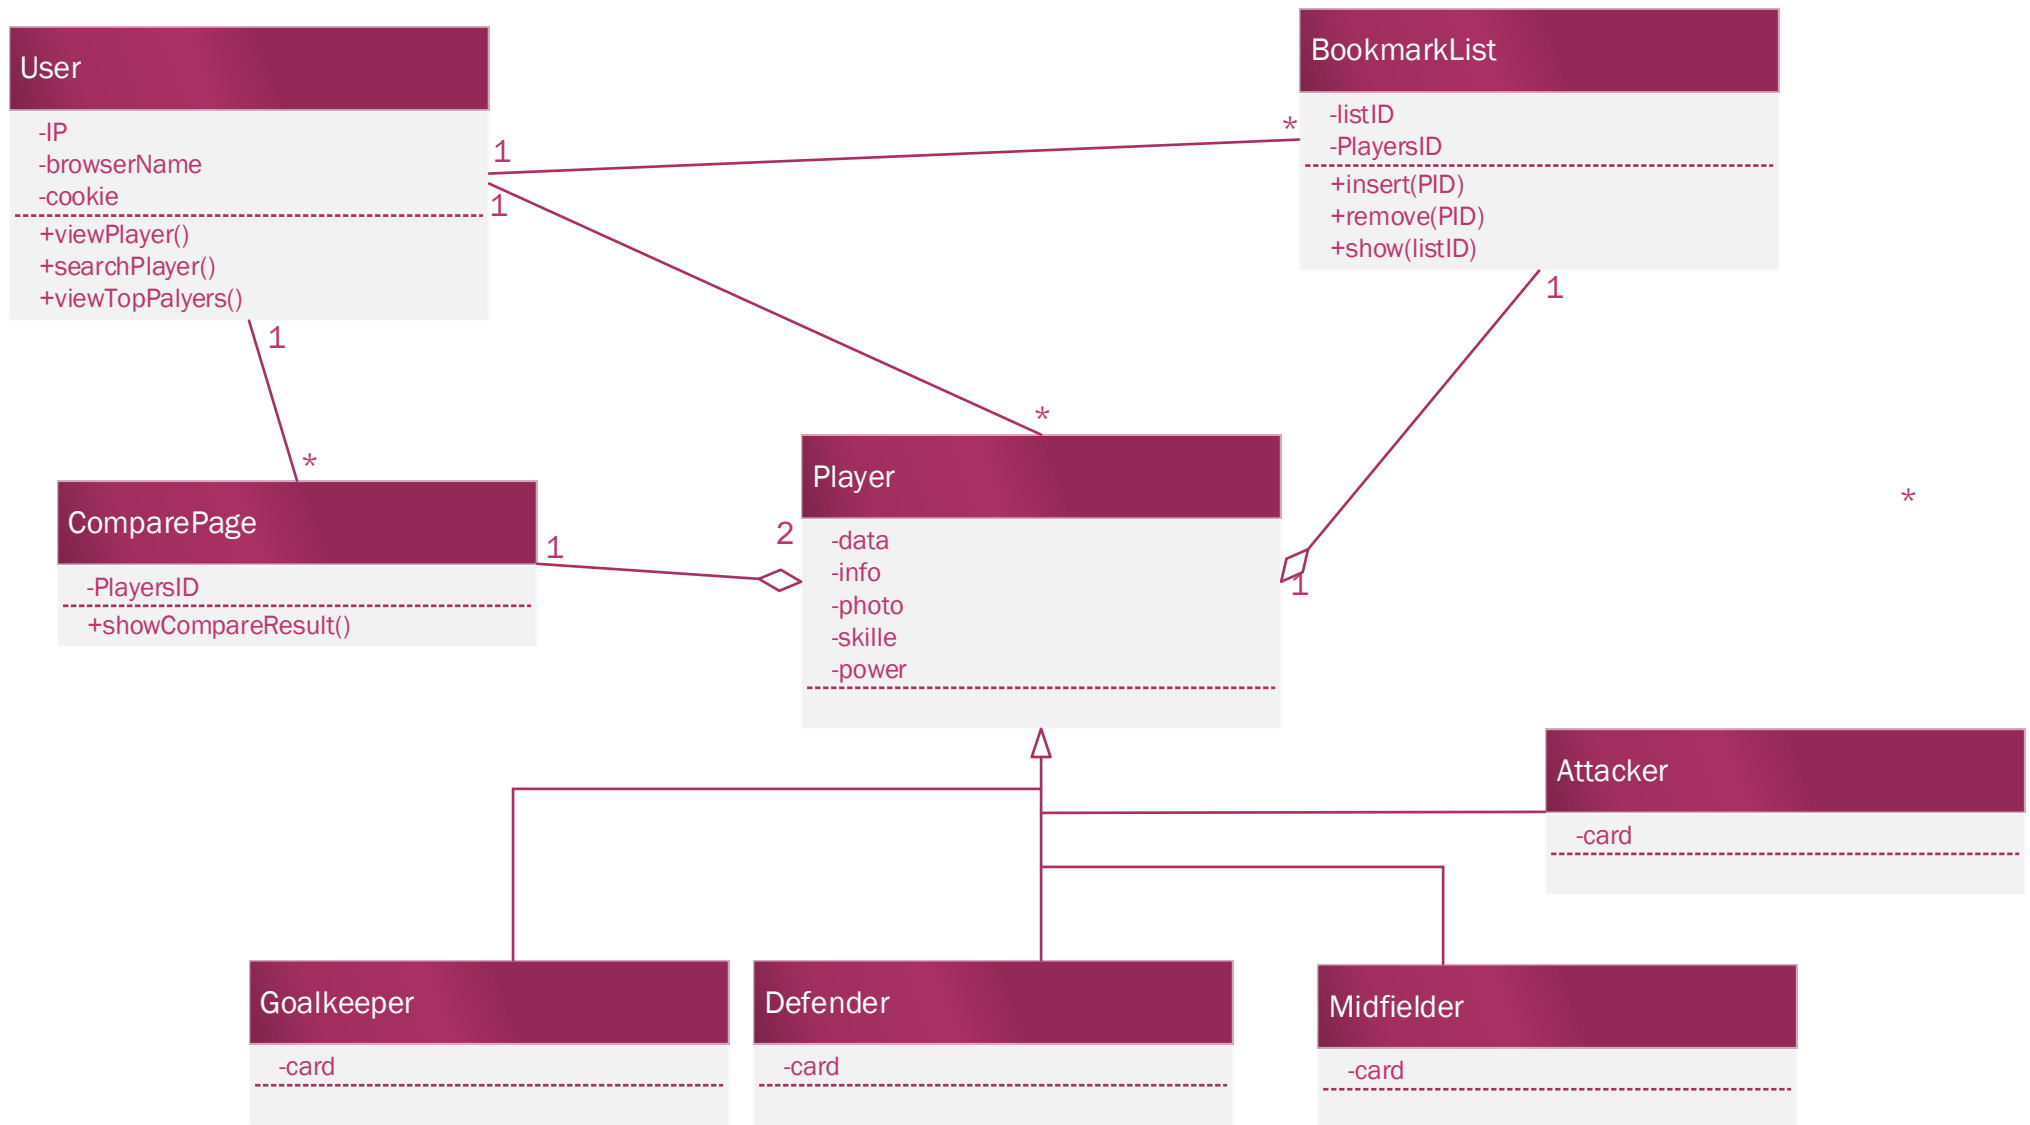 User
-IP
-browserName
-cookie
+viewPlayer()
+searchPlayer()
+viewTopPalyers()
1
1
1
*
BookmarkList
-listID
-PlayersID
+insert(PID)
+remove(PID)
+show(listID)
1
*
*
ComparePage
-PlayersID
+showCompareResult()
1
2
*
Player
-data
-info
-photo
-skille
-power
1
*
Attacker
-card
Goalkeeper
-card
Defender
-card
Midfielder
-card